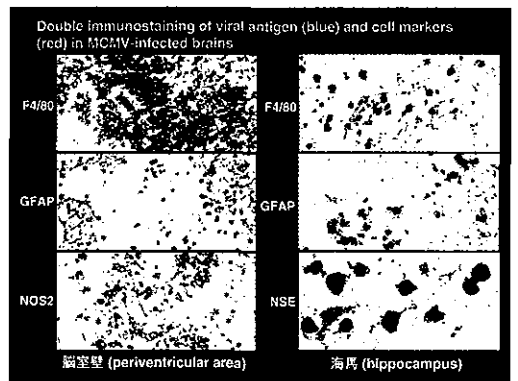 Double immunostaining of viral antigen (blue) and cell markers
(red) in MCMV-infected brains
F4/80
F4/80
GFAP
GFAP
NOS2
NSE
脳室壁 (periventricular area)
海馬 (hippocampus)